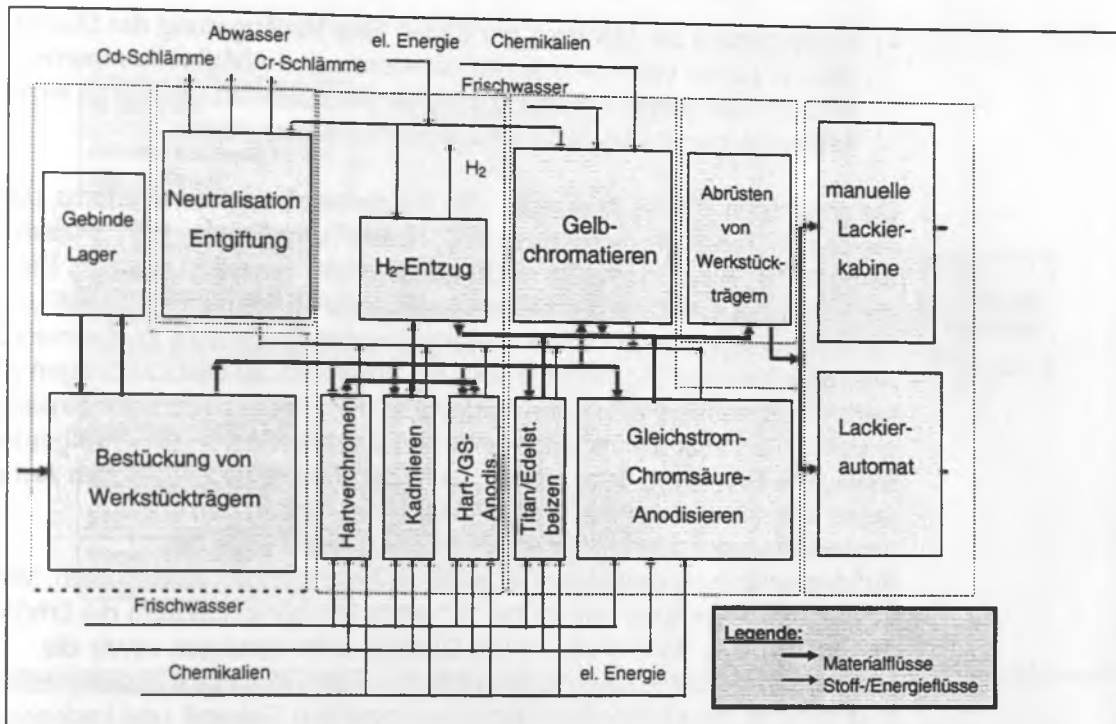 Abwasser
el. Energie
Chemikalien
Cd-Schlämme
Cr-Schlämme
Frischwasser
Gebinde
Lager
Neutralisation
Entgiftung
H2
H2-Entzug
Gelb-
chromatieren
Abrüsten
von
Werkstück-
trägern
manuelle
Lackier-
kabine
Bestückung von
Werkstückträgern
Hartverchromen
Kadmieren
Hart-/GS-
Anodis.
Titan/Edelst.
beizen
Gleichstrom-
Chromsäure-
Anodisieren
Lackier-
automat
Frischwasser
Chemikalien
el. Energie
Legende:
Materialflüsse
Stoff-/Energieflüsse